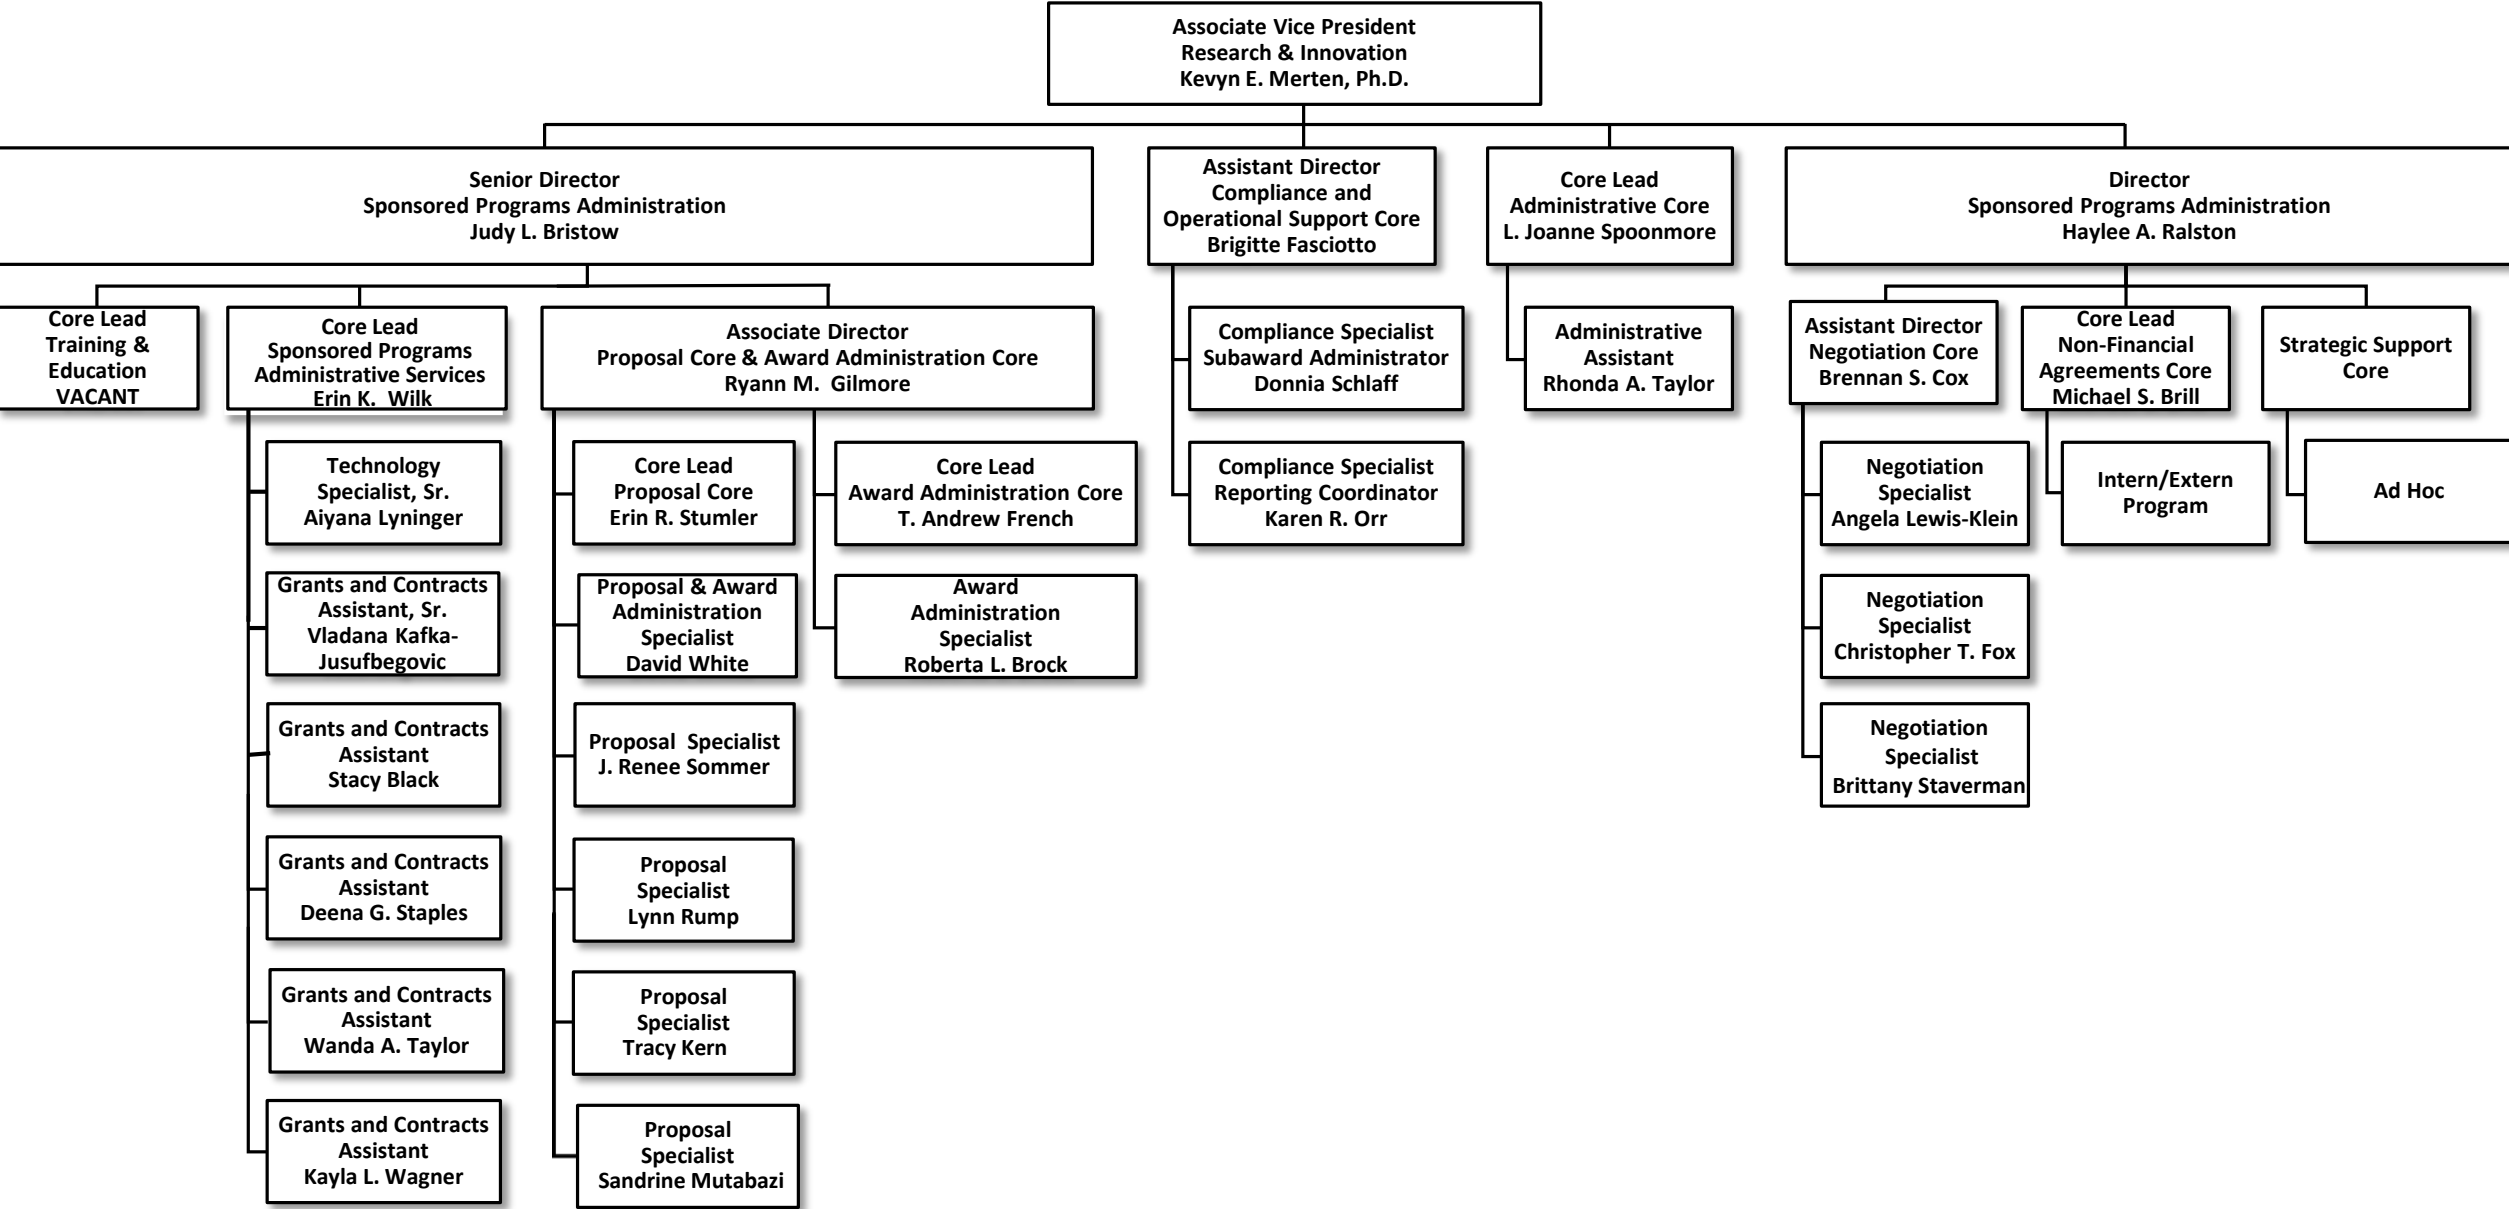 Associate Vice President
Research & Innovation
Kevyn E. Merten, Ph.D.
Senior Director
Sponsored Programs Administration
Judy L. Bristow
Assistant Director
Compliance and
Operational Support Core
Brigitte Fasciotto
Core Lead
Administrative Core
L. Joanne Spoonmore
Director
Sponsored Programs Administration
Haylee A. Ralston
Core Lead
Training &
Education
VACANT
Core Lead
Sponsored Programs
Administrative Services
Erin K. Wilk
Associate Director
Proposal Core & Award Administration Core
Ryann M. Gilmore
Compliance Specialist
Subaward Administrator
Donnia Schlaff
Administrative
Assistant
Rhonda A. Taylor
Assistant Director
Negotiation Core
Brennan S. Cox
Core Lead
Non-Financial
Agreements Core
Michael S. Brill
Strategic Support
Core
Technology
Specialist, Sr.
Aiyana Lyninger
Core Lead
Proposal Core
Erin R. Stumler
Core Lead
Award Administration Core
T. Andrew French
Compliance Specialist
Reporting Coordinator
Karen R. Orr
Negotiation
Specialist
Angela Lewis-Klein
Intern/Extern
Program
Ad Hoc
Grants and Contracts
Assistant, Sr.
Vladana Kafka-
Jusufbegovic
Proposal & Award
Administration
Specialist
David White
Award
Administration
Specialist
Roberta L. Brock
Negotiation
Specialist
Christopher T. Fox
Grants and Contracts
Assistant
Stacy Black
Proposal Specialist
J. Renee Sommer
Negotiation
Specialist
Brittany Staverman
Grants and Contracts
Assistant
Deena G. Staples
Proposal
Specialist
Lynn Rump
Grants and Contracts
Assistant
Wanda A. Taylor
Proposal
Specialist
Tracy Kern
Grants and Contracts
Assistant
Kayla L. Wagner
Proposal
Specialist
Sandrine Mutabazi